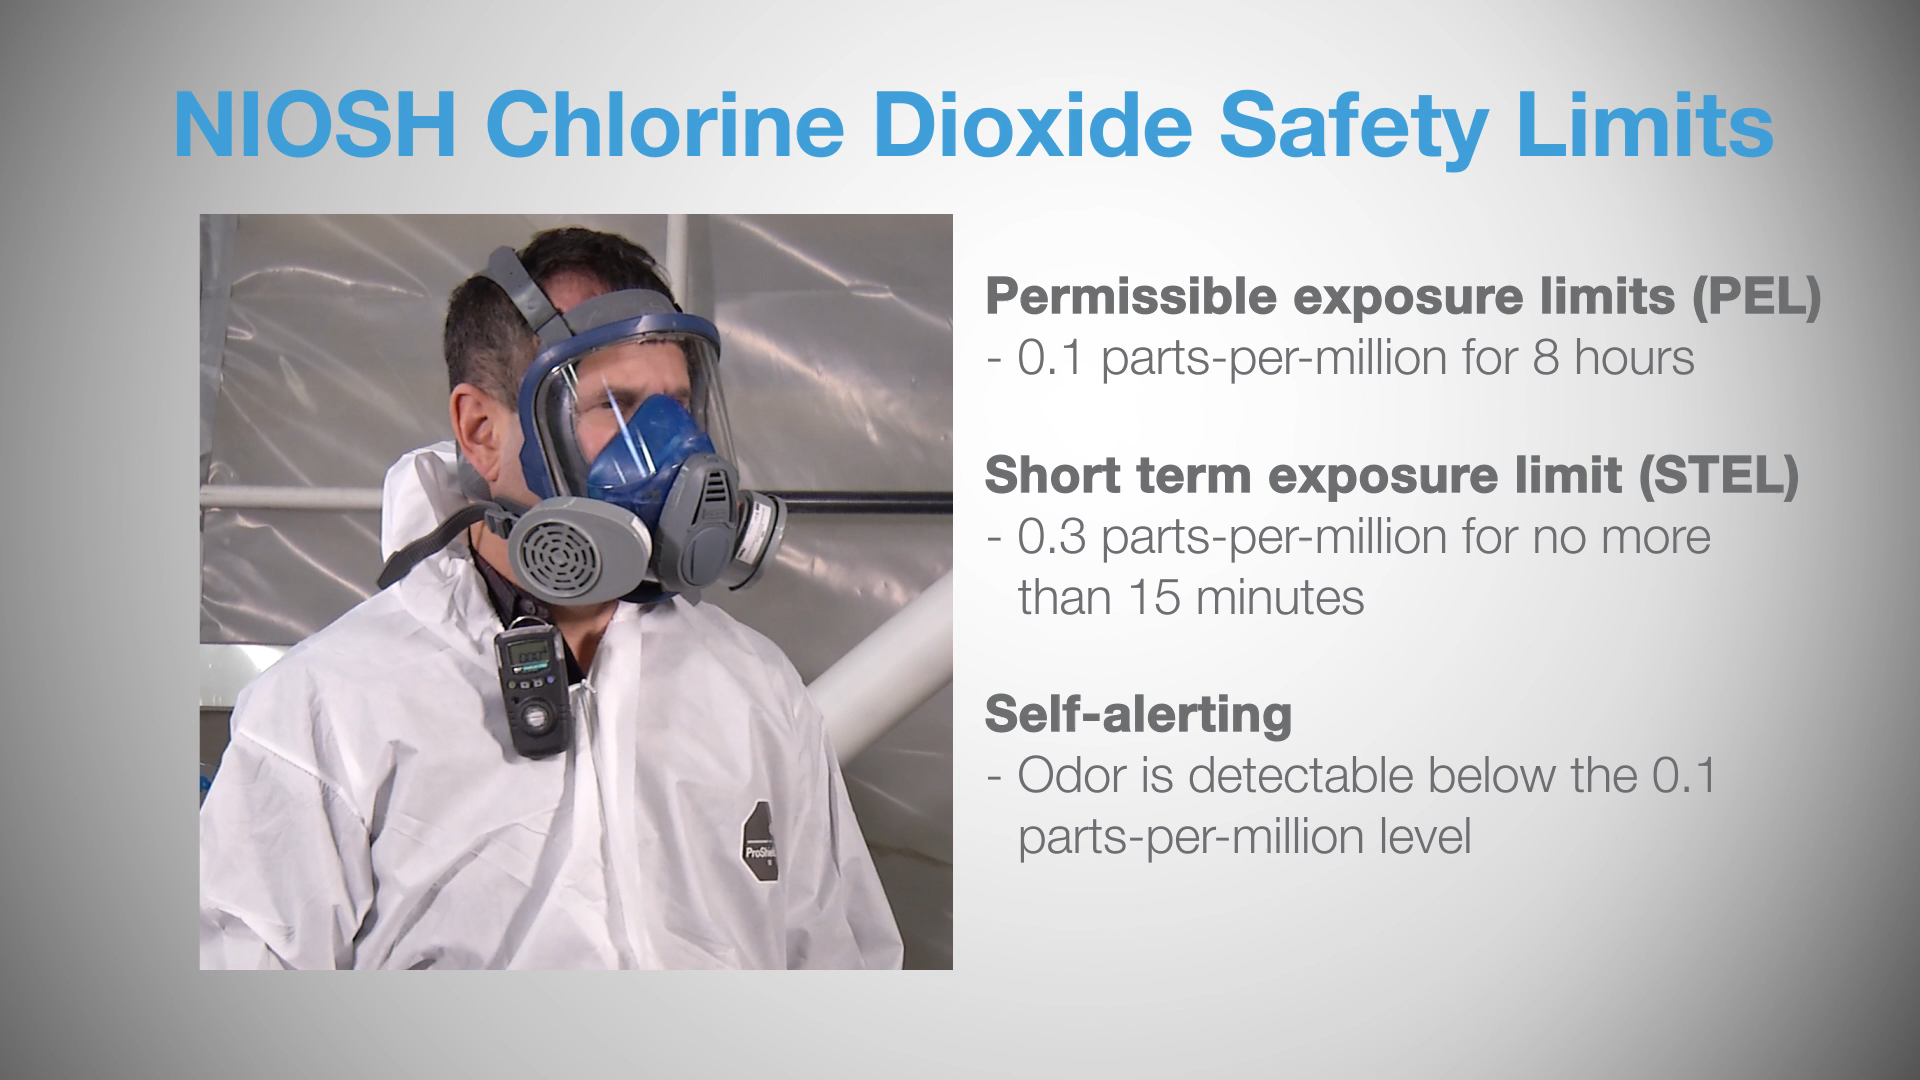 NIOSH Chlorine Dioxide Safety Limits
Permissible exposure limits (PEL)
- 0.1 parts-per-million for 8 hours
Short term exposure limit (STEL)
- 0.3 parts-per-million for no more
than 15 minutes
Self-alerting
- Odor is detectable below the 0.1
parts-per-million level